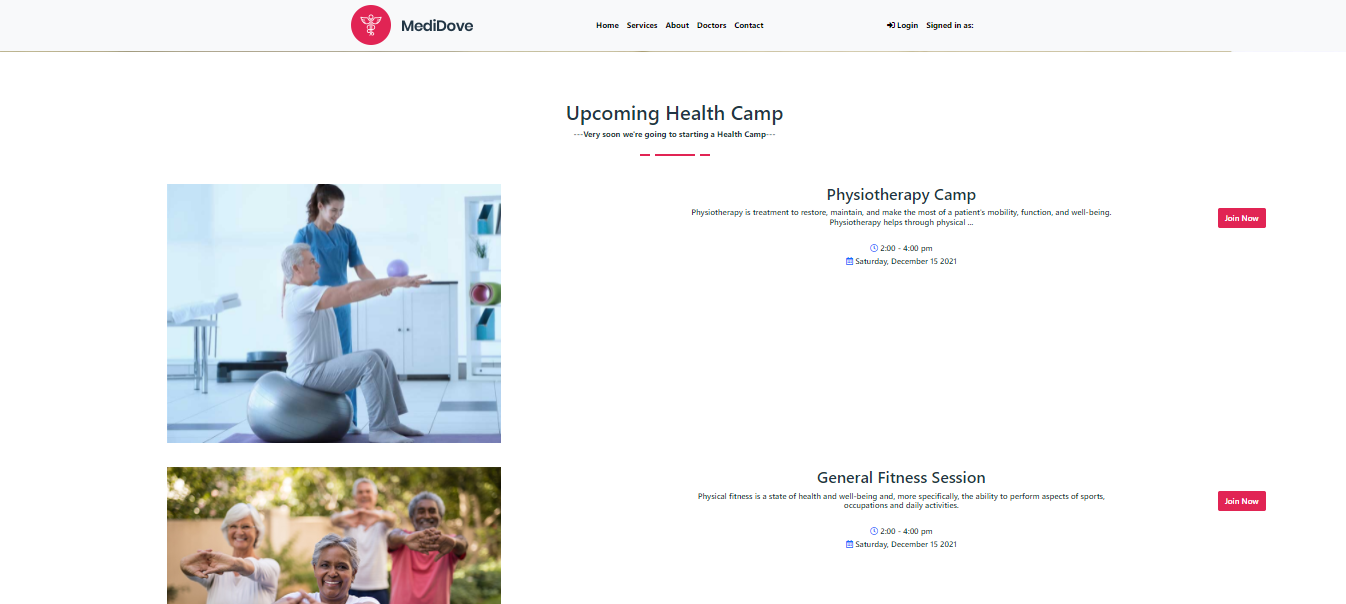 MediDove
Home Services About Doctors Contact
Login Signed in as:
Upcoming Health Camp
---Very soon we're going to starting a Health Camp---
Physiotherapy Camp
Physiotherapy is treatment to restore, maintain, and make the most of a patient's mobility, function, and well-being.
Physiotherapy helps through physical ...
Join Now
2:00 - 4:00 pm
Saturday, December 15 2021
General Fitness Session
Physical fitness is a state of health and well-being and, more specifically, the ability to perform aspects of sports,
occupations and daily activities.
Join Now
2:00 - 4:00 pm
Saturday, December 15 2021